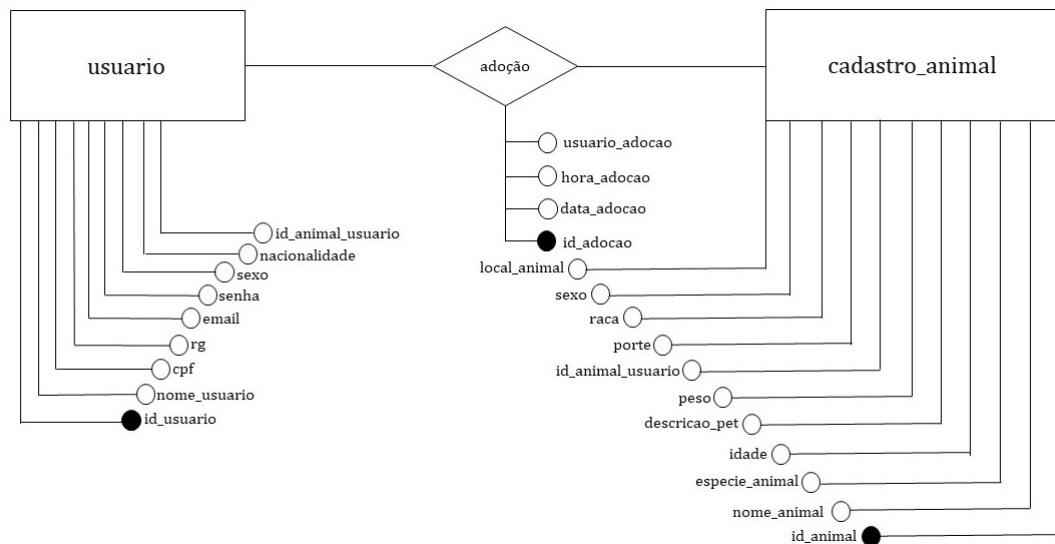 usuario
adoção
cadastro_animal
usuario_adocao
hora_adocao
data_adocao
id_adocao
id_animal_usuario
nacionalidade
sexo
senha
email
rg
cpf
nome_usuario
id_usuario
local_animal
sexo
raca
porte
id_animal_usuario
peso
descricao_pet
idade
especie_animal
nome_animal
id_animal